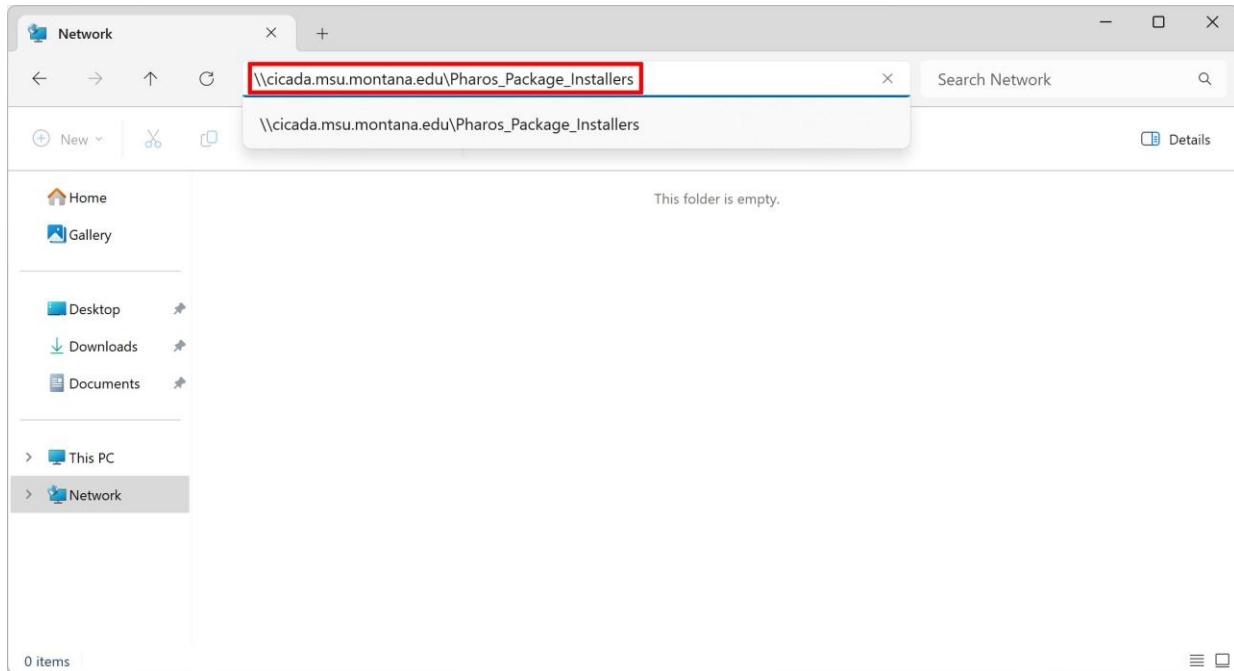 Network
\\cicada.msu.montana.edu\Pharos_Package_Installers
Search Network
\\cicada.msu.montana.edu\Pharos_Package_Installers
New
Details
Home
This folder is empty.
Gallery
Desktop
Downloads
Documents
This PC
Network
0 items